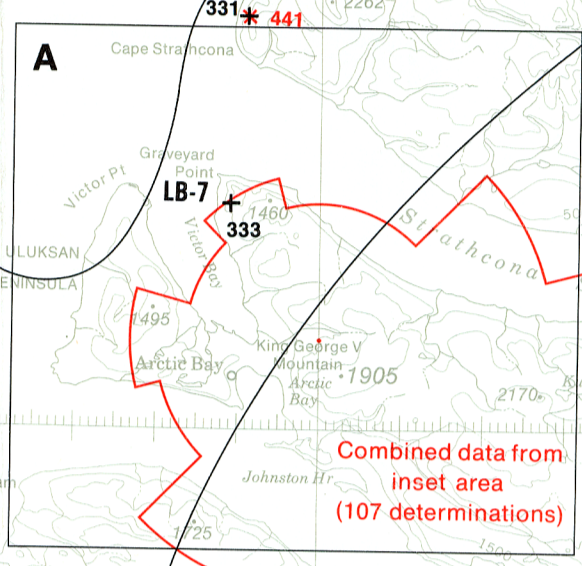 2262
331 441
A
Cape Strathcona
Graveyard
Point
Victor Pt
LB-7
1460
333
Victor Bay
Strathcona
50
ULUKSAN
ENINSULA
1495
King George V
Mountain
1905
Arctic Bay
Arctic
Bay
2170
Combined data from
inset area
(107 determinations)
Johnston Hr
1725
1500